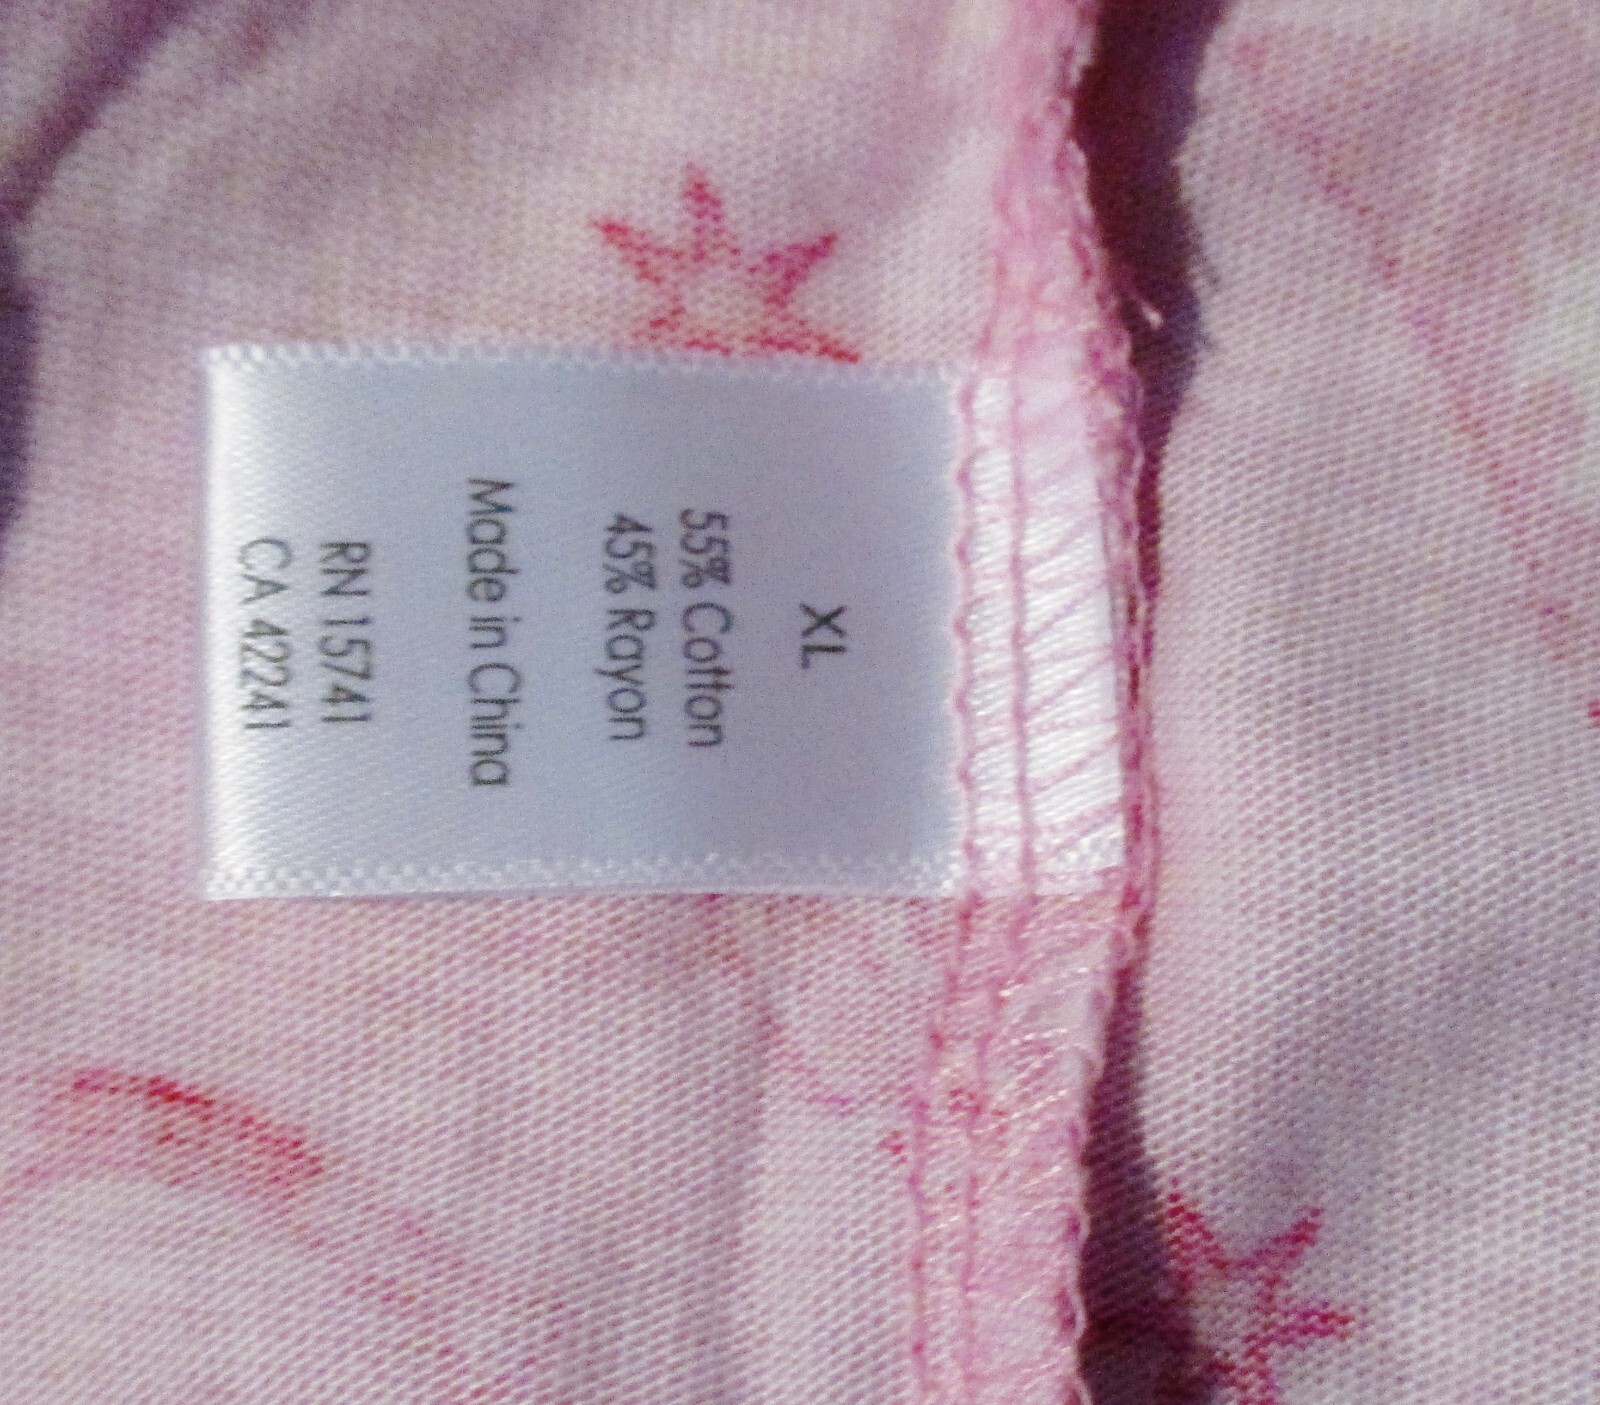 XL
55% Cotton
45% Rayon
Made in China
RN 15741
CA 42241